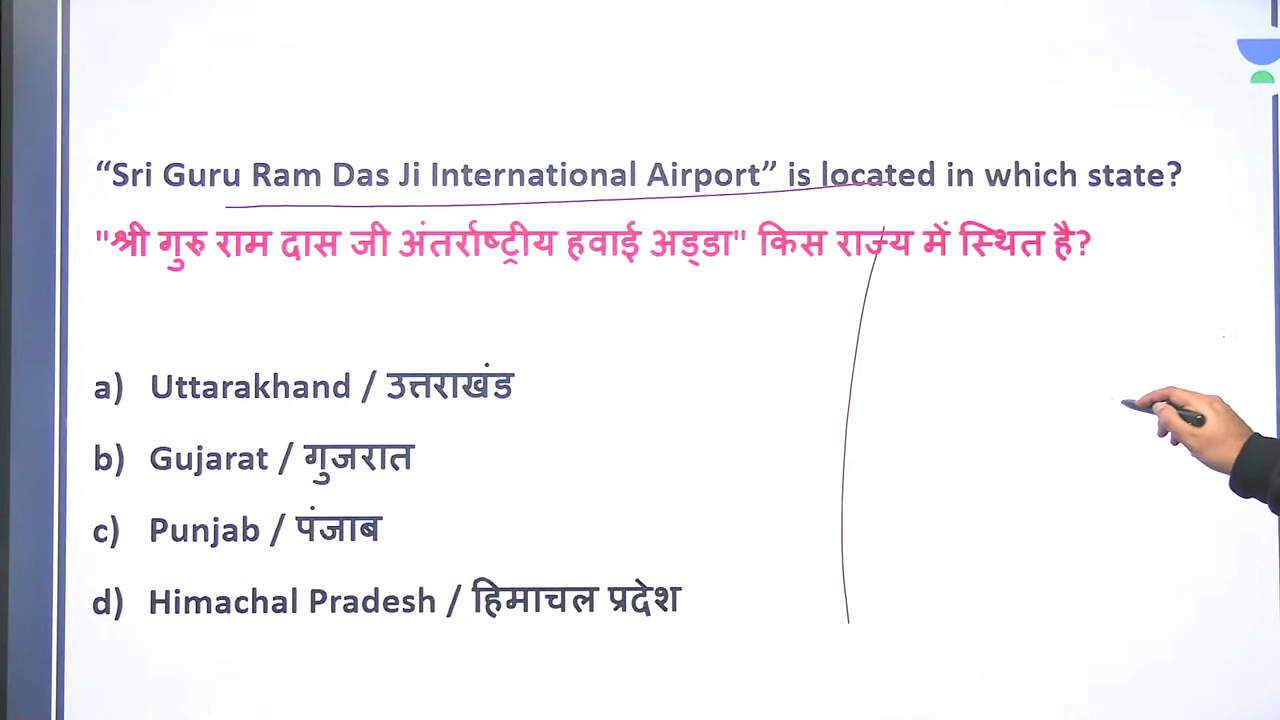 “Sri Guru Ram Das Ji International Airport” is located in which state?
"श्री गुरु राम दास जी अंतर्राष्ट्रीय हवाई अड्डा" किस राज्य में स्थित है?
a) Uttarakhand / उत्तराखंड
b) Gujarat / गुजरात
c) Punjab / पंजाब
d) Himachal Pradesh / हिमाचल प्रदेश